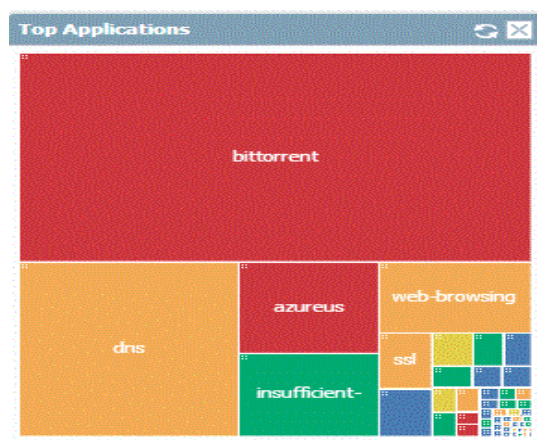 Top Applications
bittorrent
dns
azureus
web-browsing
ssl
insufficient-